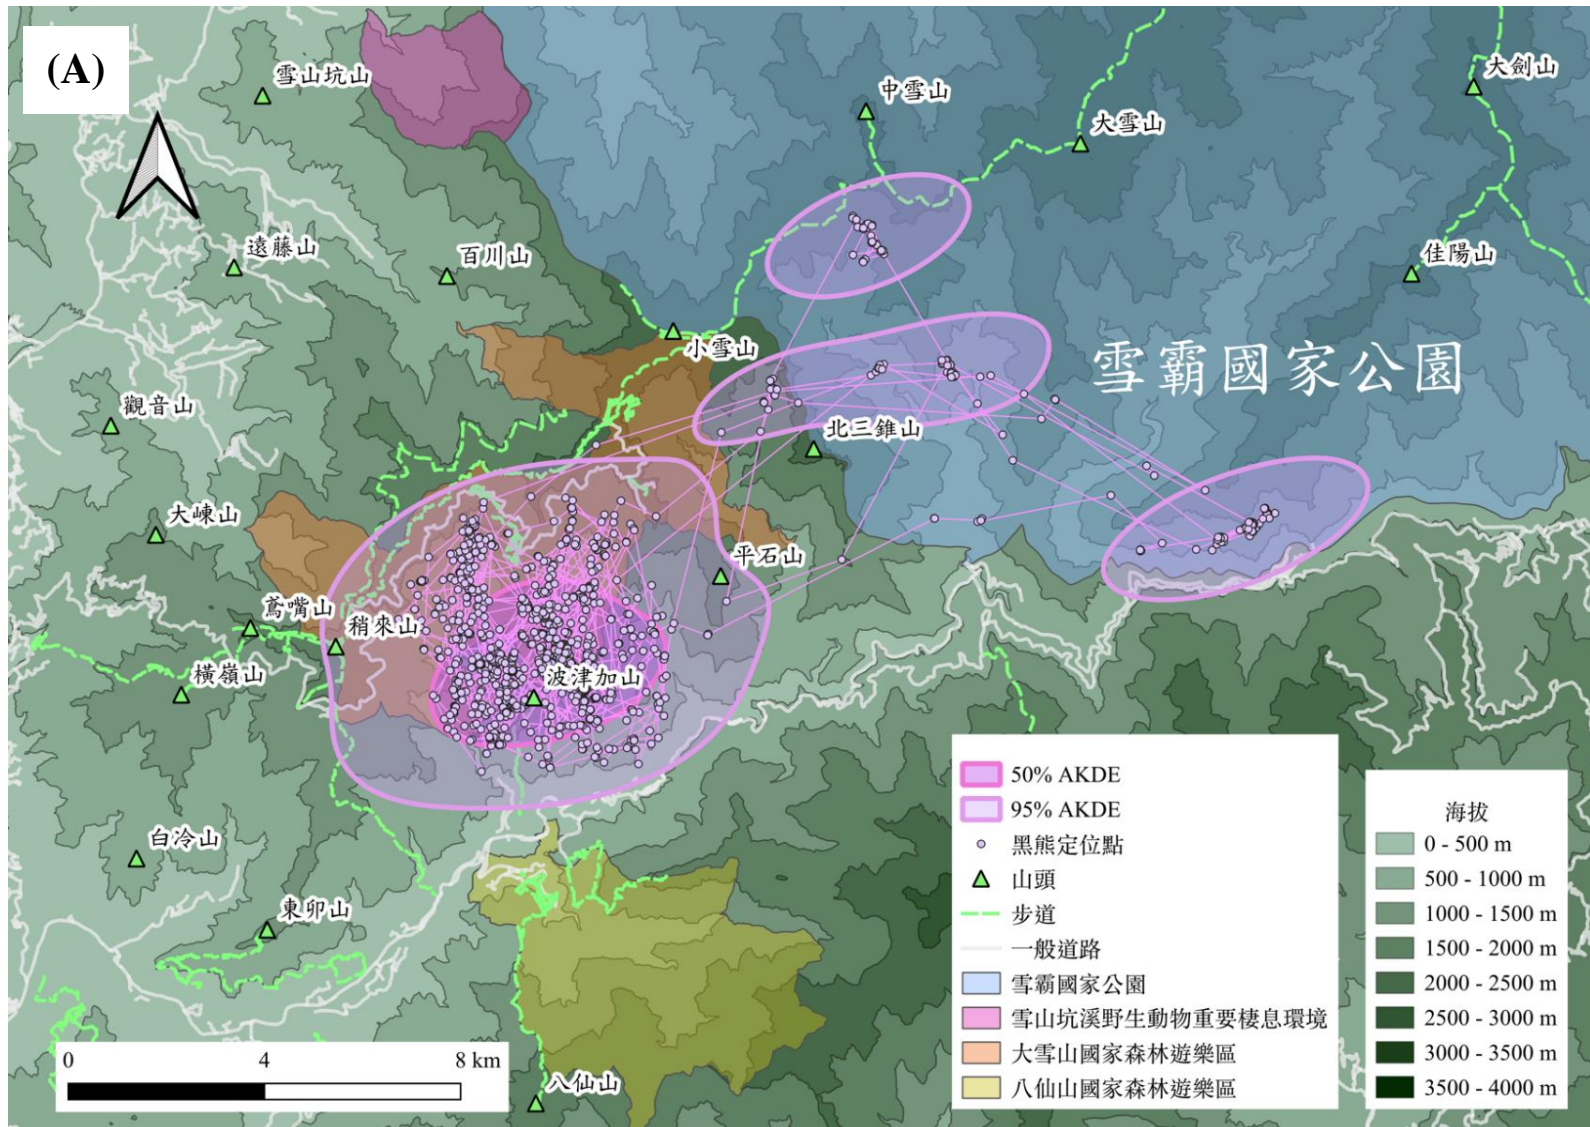 (A)
雪山坑山
中雪山
大雪山
大劍山
遠藤山
百川山
佳陽山
小雪山
雪霸國家公園
觀音山
北三錐山
大崠山
平石山
鳶嘴山
稍來山
橫嶺山
波津加山
白冷山
東卯山
八仙山
0 4 8 km
50% AKDE
95% AKDE
黑熊定位點
山頭
步道
一般道路
雪霸國家公園
雪山坑溪野生動物重要棲息環境
大雪山國家森林遊樂區
八仙山國家森林遊樂區
海拔
0 - 500 m
500 - 1000 m
1000 - 1500 m
1500 - 2000 m
2000 - 2500 m
2500 - 3000 m
3000 - 3500 m
3500 - 4000 m